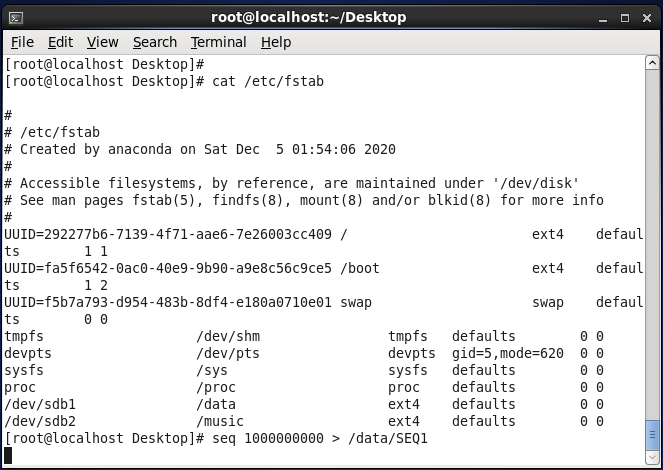 root@localhost:~/Desktop
File Edit View Search Terminal Help
[root@localhost Desktop]#
[root@localhost Desktop]# cat /etc/fstab
#
# /etc/fstab
# Created by anaconda on Sat Dec  5 01:54:06 2020
#
# Accessible filesystems, by reference, are maintained under '/dev/disk'
# See man pages fstab(5), findfs(8), mount(8) and/or blkid(8) for more info
#
UUID=292277b6-7139-4f71-aae6-7e26003cc409 /                       ext4    defaul
ts        1 1
UUID=fa5f6542-0ac0-40e9-9b90-a9e8c56c9ce5 /boot                   ext4    defaul
ts        1 2
UUID=f5b7a793-d954-483b-8df4-e180a0710e01 swap                    swap    defaul
ts        0 0
tmpfs                   /dev/shm                tmpfs   defaults        0 0
devpts                  /dev/pts                devpts  gid=5,mode=620  0 0
sysfs                   /sys                    sysfs   defaults        0 0
proc                    /proc                   proc    defaults        0 0
/dev/sdb1               /data                   ext4    defaults        0 0
/dev/sdb2               /music                  ext4    defaults        0 0
[root@localhost Desktop]# seq 1000000000 > /data/SEQ1